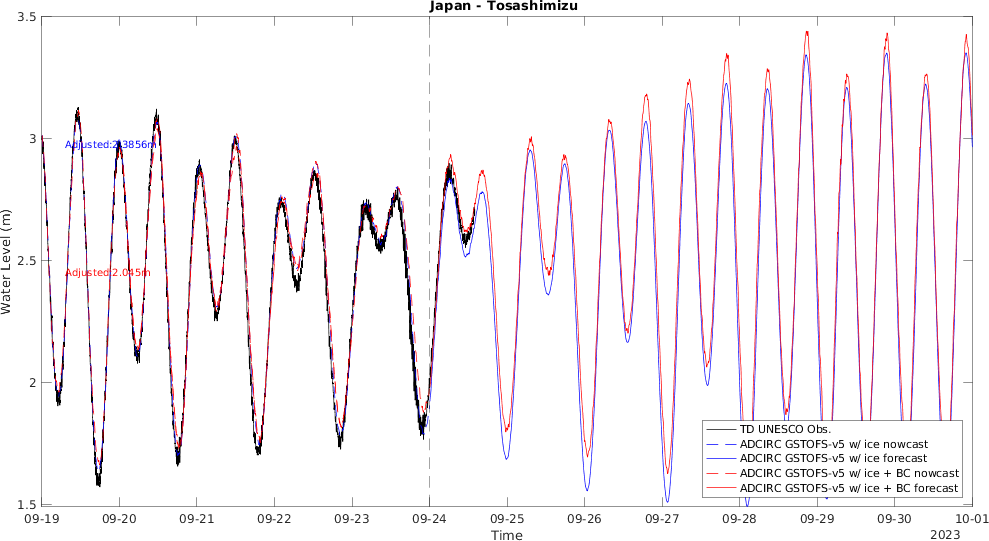 Japan - Tosashimizu
3.5
3
2.5
2
1.5
Water Level (m)
Adjusted:2.3856m
Adjusted:2.045m
TD UNESCO Obs.
ADCIRC GSTOFS-v5 w/ ice nowcast
ADCIRC GSTOFS-v5 w/ ice forecast
ADCIRC GSTOFS-v5 w/ ice + BC nowcast
ADCIRC GSTOFS-v5 w/ ice + BC forecast
09-19 09-20 09-21 09-22 09-23 09-24 09-25 09-26 09-27 09-28 09-29 09-30 10-01
Time
2023